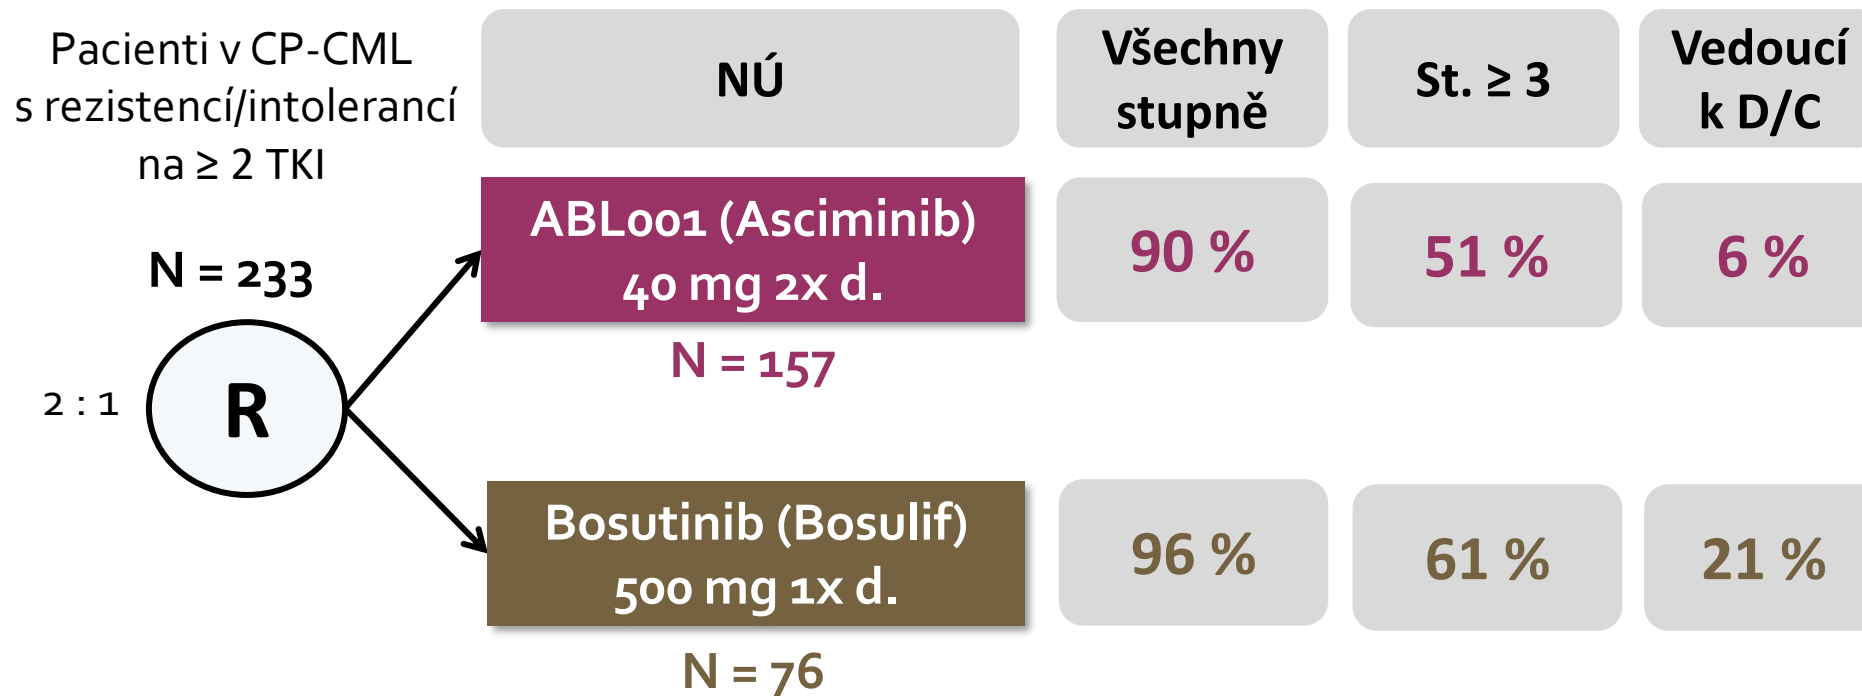 Pacienti v CP-CML
s rezistencí/intolerancí
na ≥ 2 TKI
N = 233
2 : 1
R
NÚ
Všechny
stupně
St. ≥ 3
Vedoucí
k D/C
ABL001 (Asciminib)
40 mg 2x d.
90 %
51 %
6 %
N = 157
Bosutinib (Bosulif)
500 mg 1x d.
96 %
61 %
21 %
N = 76